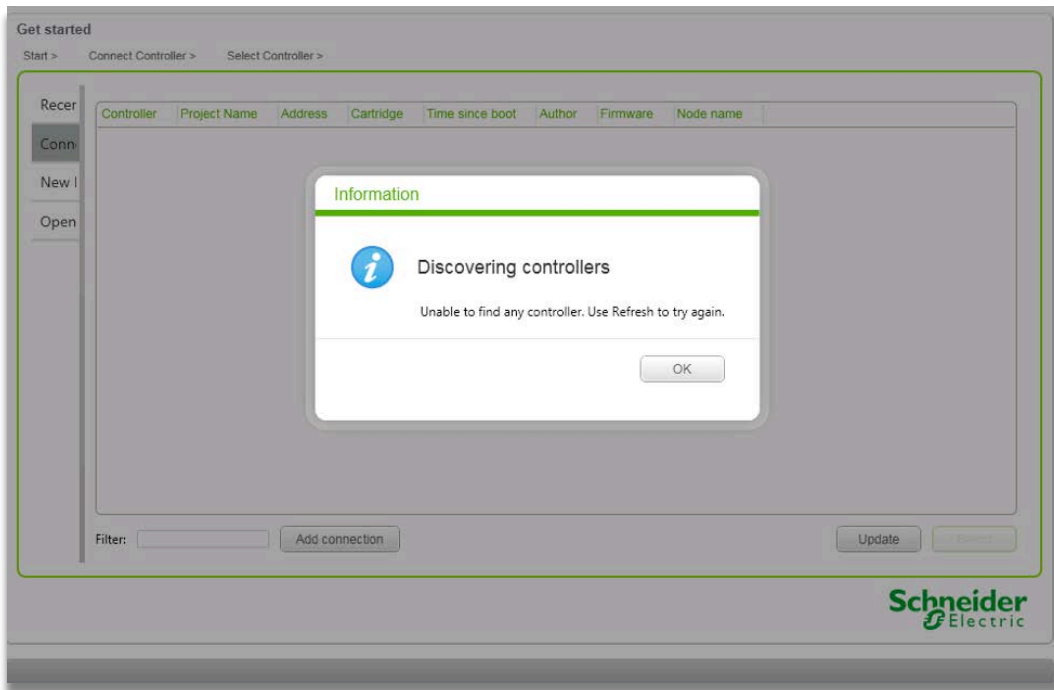 Get started
Start > Connect Controller > Select Controller >
Recer
Controller Project Name Address Cartridge Time since boot Author Firmware Node name
Conn
New I
Open
Information
Discovering controllers
Unable to find any controller. Use Refresh to try again.
OK
Filter: Add connection Update
Schneider
Electric